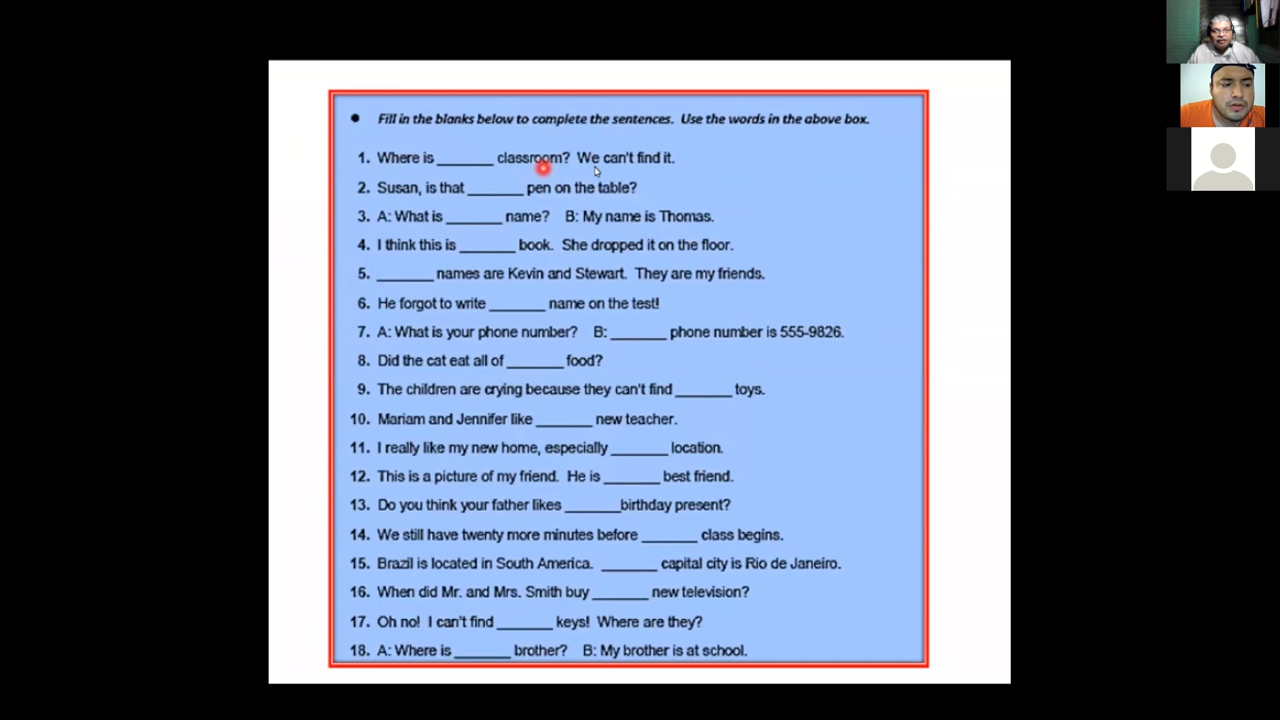 Fill in the blanks below to complete the sentences. Use the words in the above box.
1. Where is _______ classroom? We can't find it.
2. Susan, is that _______ pen on the table?
3. A: What is _______ name? B: My name is Thomas.
4. I think this is _______ book. She dropped it on the floor.
5. _______ names are Kevin and Stewart. They are my friends.
6. He forgot to write _______ name on the test!
7. A: What is your phone number? B: _______ phone number is 555-9826.
8. Did the cat eat all of _______ food?
9. The children are crying because they can't find _______ toys.
10. Mariam and Jennifer like _______ new teacher.
11. I really like my new home, especially _______ location.
12. This is a picture of my friend. He is _______ best friend.
13. Do you think your father likes _______birthday present?
14. We still have twenty more minutes before _______ class begins.
15. Brazil is located in South America. _______ capital city is Rio de Janeiro.
16. When did Mr. and Mrs. Smith buy _______ new television?
17. Oh no! I can't find _______ keys! Where are they?
18. A: Where is _______ brother? B: My brother is at school.